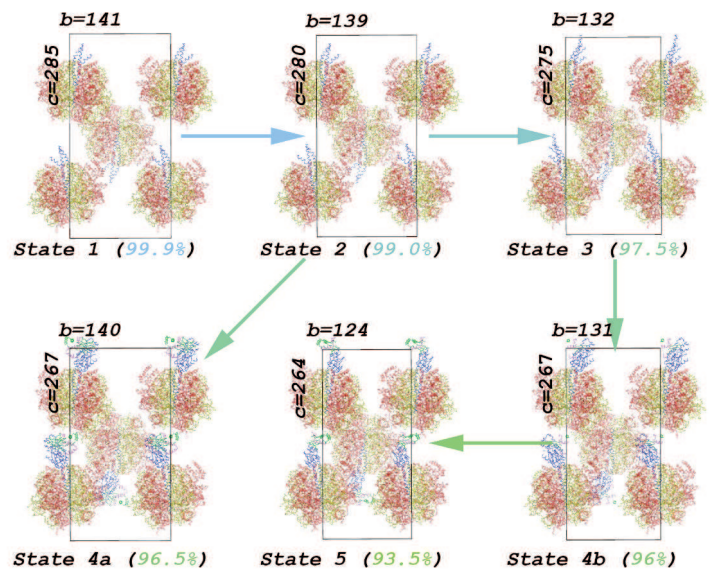 b=141
b=139
b=132
c=285
c=280
c=275
State 1 (99.9%)
State 2 (99.0%)
State 3 (97.5%)
b=140
b=124
b=131
c=267
c=264
c=267
State 4a (96.5%)
State 5 (93.5%)
State 4b (96%)